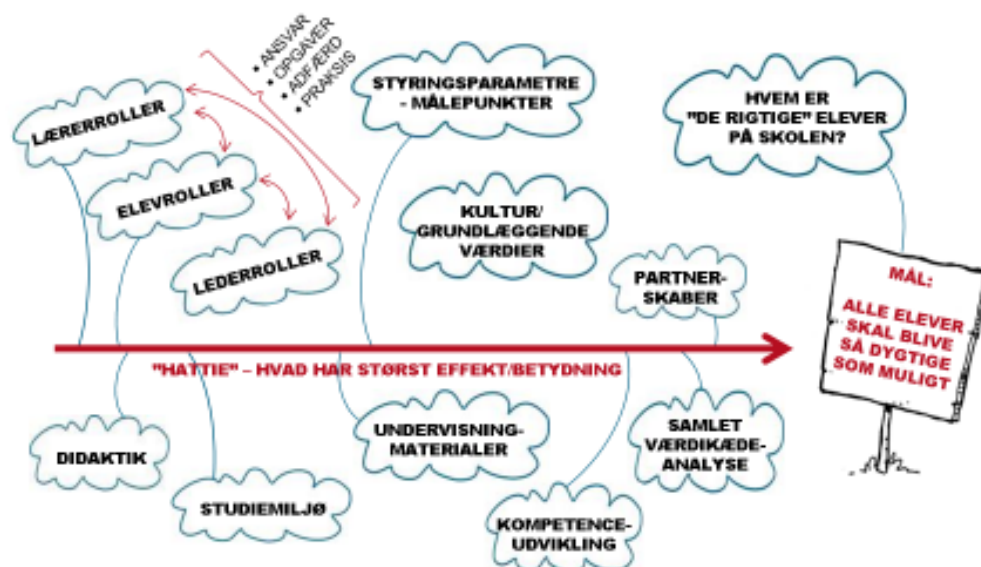 • ANSVAR
• OPGAVER
• ADFÆRD
• PRAKSIS
LÆRERROLLER
ELEVROLLER
LEDERROLLER
STYRINGSPARAMETRE
- MÅLEPUNKTER
KULTUR/
GRUNDLÆGGENDE
VÆRDIER
HVEM ER
"DE RIGTIGE" ELEVER
PÅ SKOLEN?
PARTNER-
SKABER
MÅL:
ALLE ELEVER
SKAL BLIVE
SÅ DYGTIGE
SOM MULIGT
"HATTIE" – HVAD HAR STØRST EFFEKT/BETYDNING
DIDAKTIK
STUDIEMILJØ
UNDERVISNING-
MATERIALER
KOMPETENCE-
UDVIKLING
SAMLET
VÆRDIKÆDE-
ANALYSE